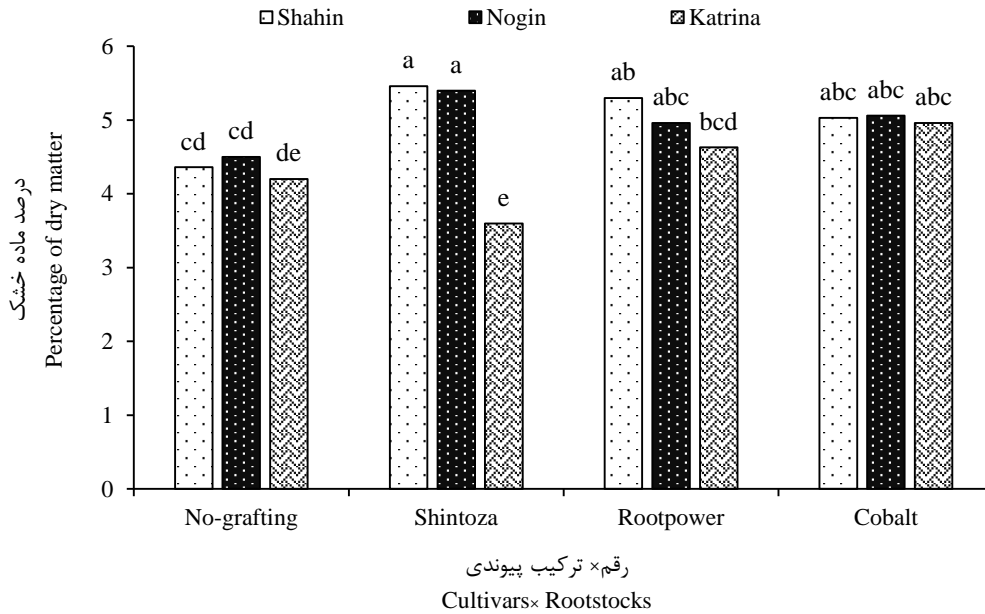 Shahin Nogin Katrina
درصد ماده خشک
Percentage of dry matter
6
5
4
3
2
1
0
cd cd de
a a e
ab abc bcd
abc abc abc
No-grafting Shintoza Rootpower Cobalt
رقم× ترکیب پیوندی
Cultivars× Rootstocks